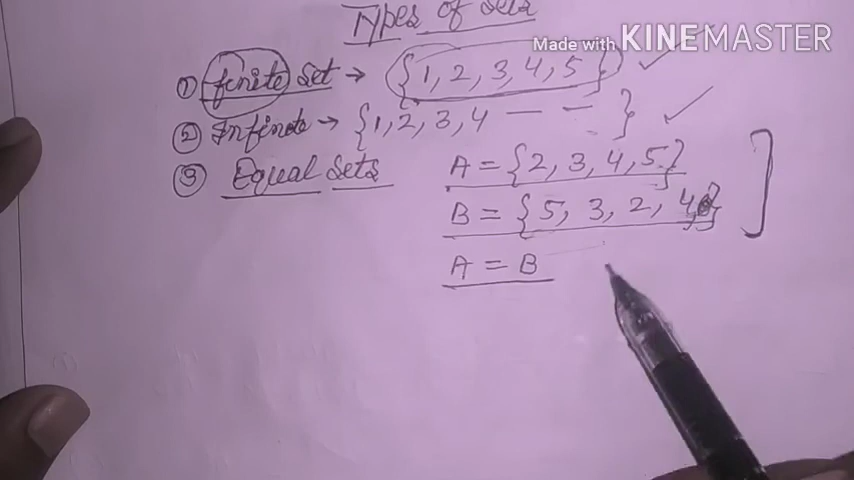 Types of Sets
Made with KINEMASTER
① finite Set → {1, 2, 3, 4, 5}
② Infinite → {1, 2, 3, 4 — — }
③ Equal Sets A = {2, 3, 4, 5}
B = {5, 3, 2, 4}
A = B